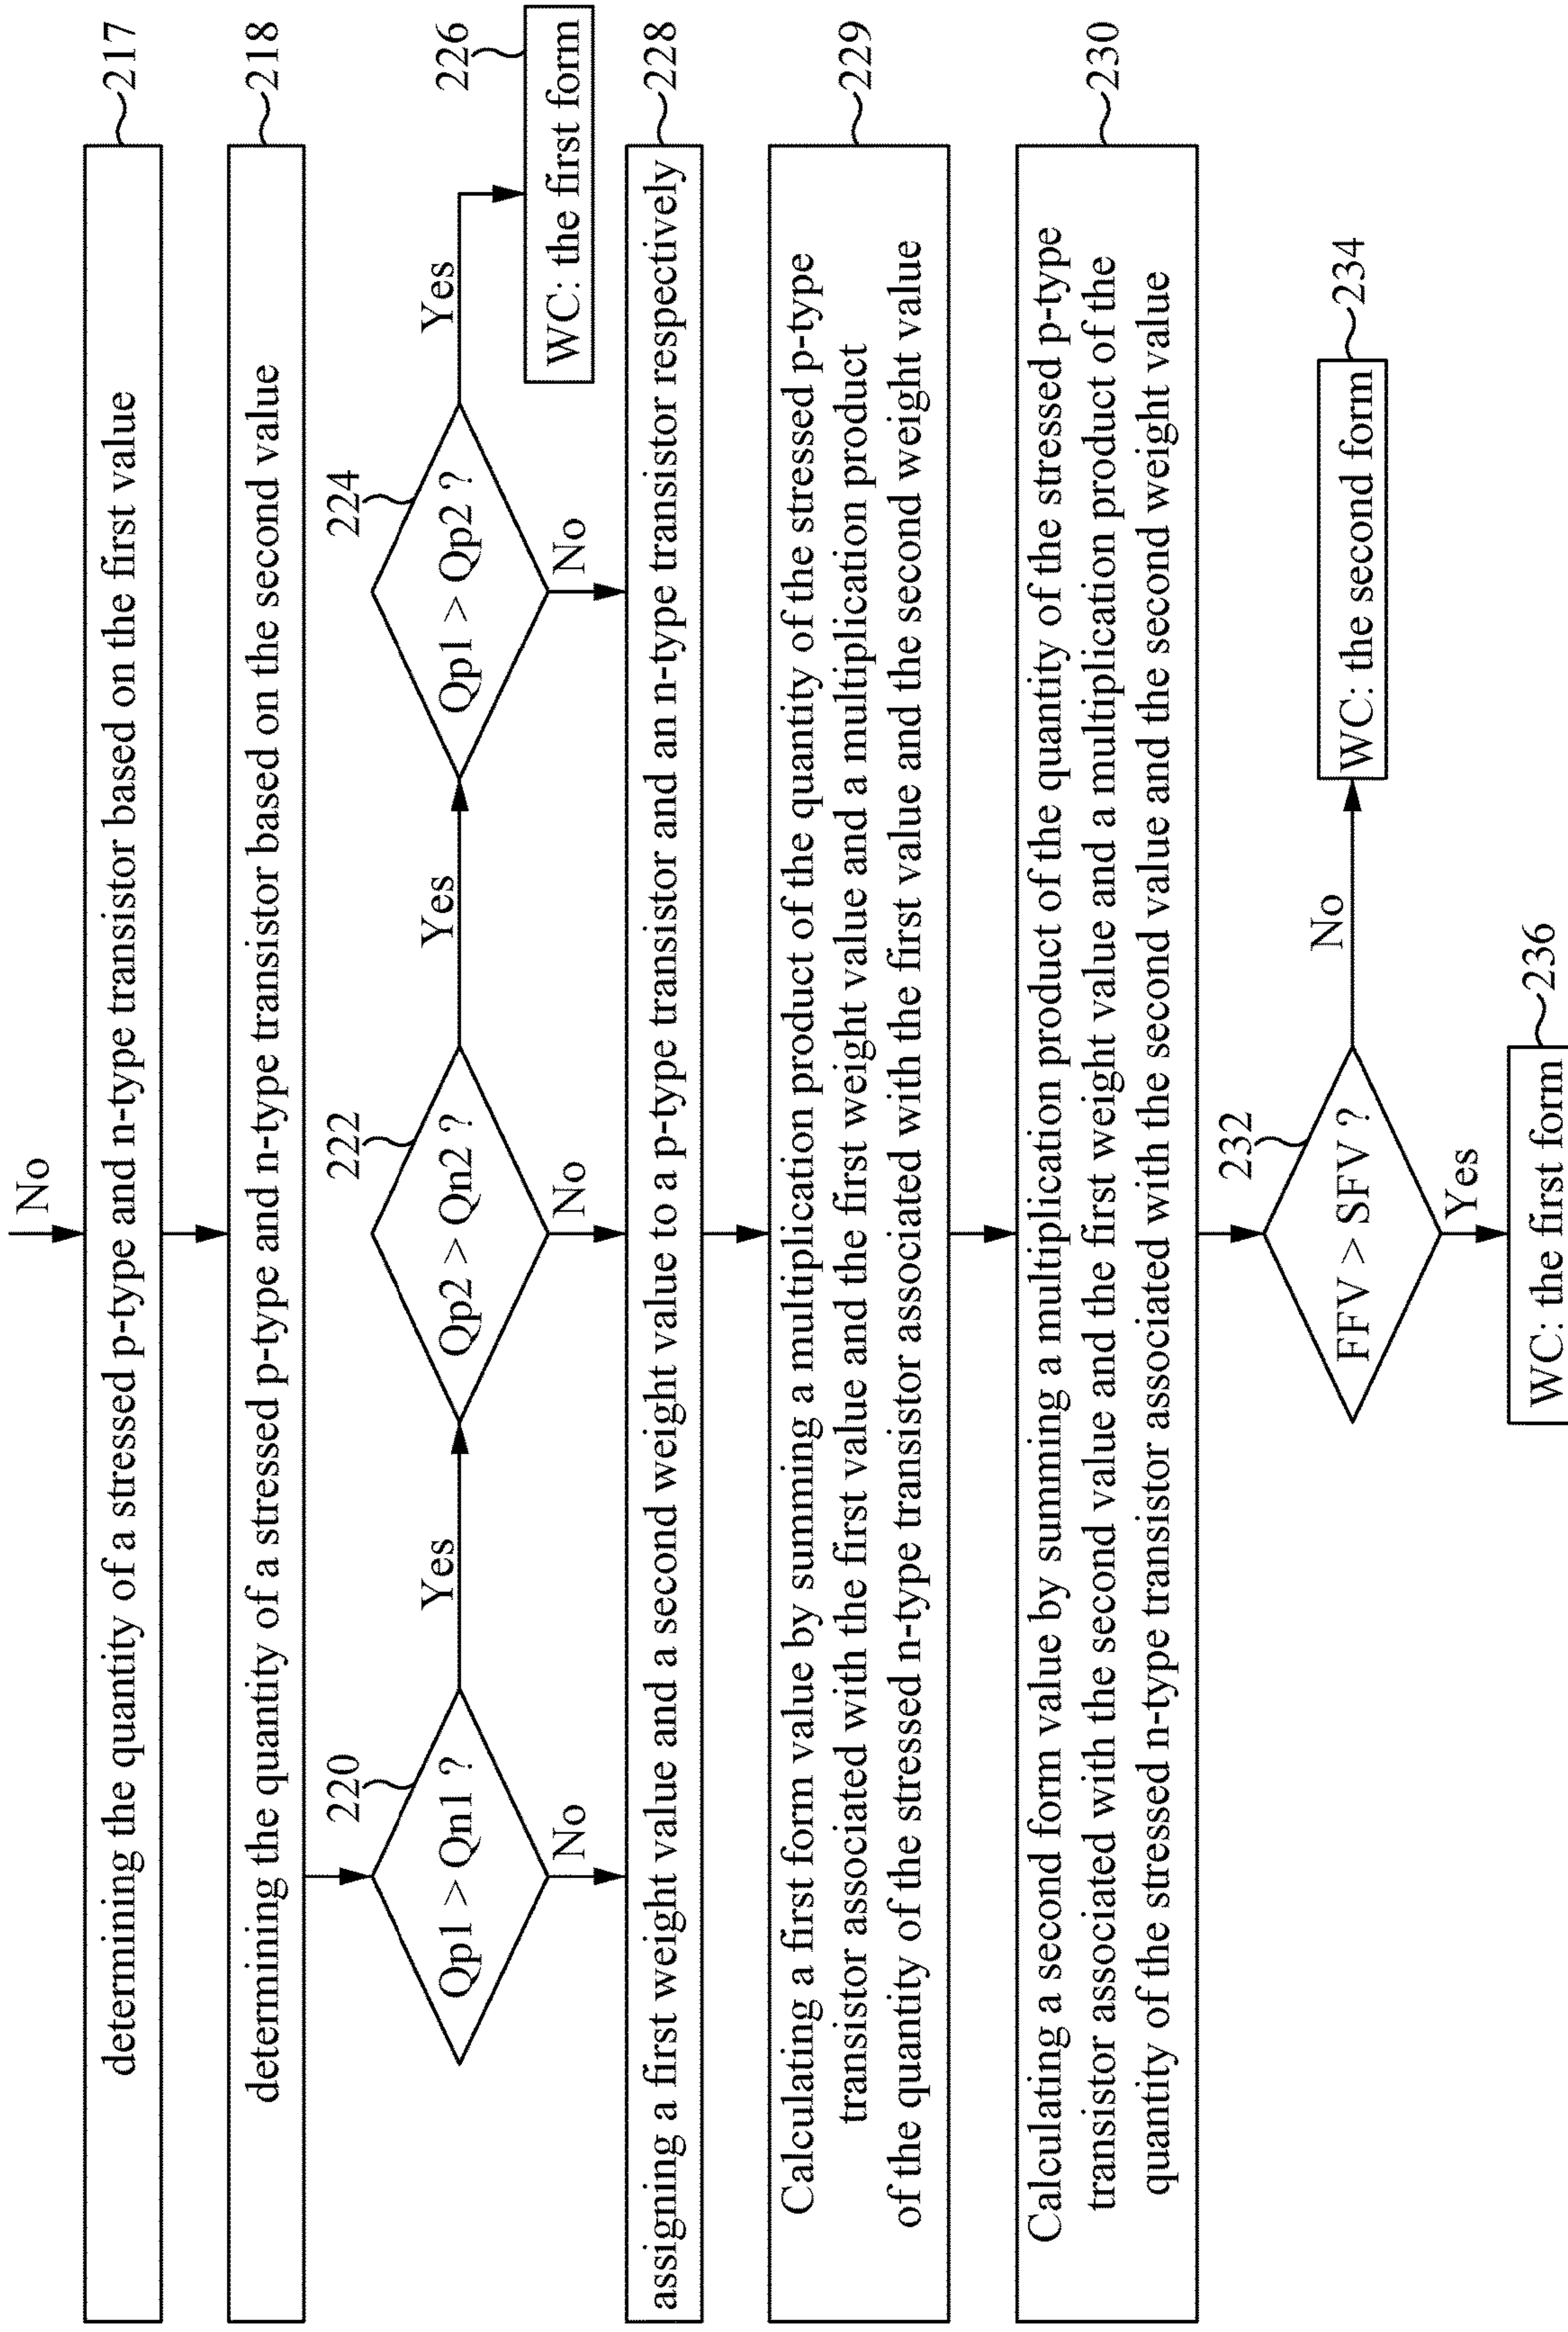 No
determining the quantity of a stressed p-type and n-type transistor based on the first value
217
determining the quantity of a stressed p-type and n-type transistor based on the second value
218
220
Qp1 > Qn1 ?
Yes
No
222
Qp2 > Qn2 ?
Yes
No
224
Qp1 > Qp2 ?
Yes
No
226
WC: the first form
assigning a first weight value and a second weight value to a p-type transistor and an n-type transistor respectively
228
Calculating a first form value by summing a multiplication product of the quantity of the stressed p-type
transistor associated with the first value and the first weight value and a multiplication product
of the quantity of the stressed n-type transistor associated with the first value and the second weight value
229
Calculating a second form value by summing a multiplication product of the quantity of the stressed p-type
transistor associated with the second value and the first weight value and a multiplication product of the
quantity of the stressed n-type transistor associated with the second value and the second weight value
230
232
FFV > SFV ?
No
WC: the second form
234
Yes
WC: the first form
236